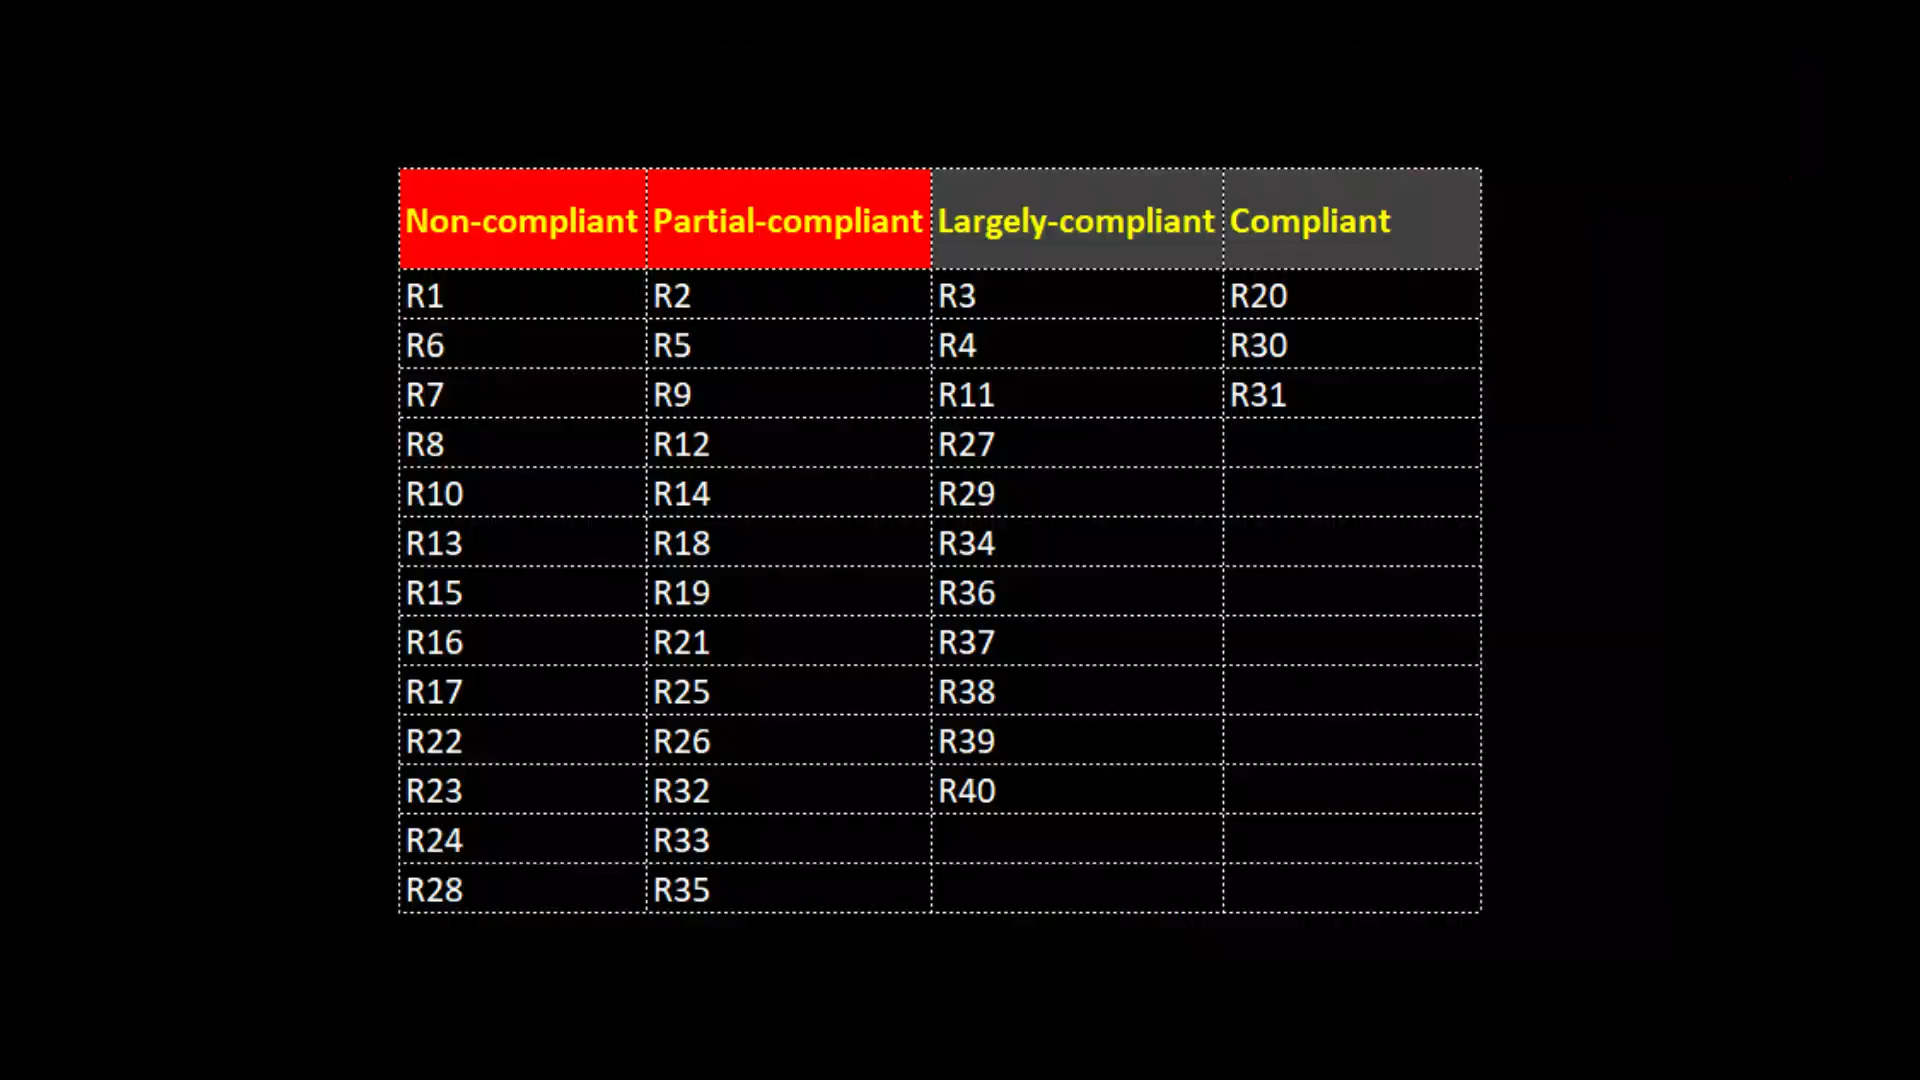 Non-compliant Partial-compliant Largely-compliant Compliant
R1 R2 R3 R20
R6 R5 R4 R30
R7 R9 R11 R31
R8 R12 R27
R10 R14 R29
R13 R18 R34
R15 R19 R36
R16 R21 R37
R17 R25 R38
R22 R26 R39
R23 R32 R40
R24 R33
R28 R35